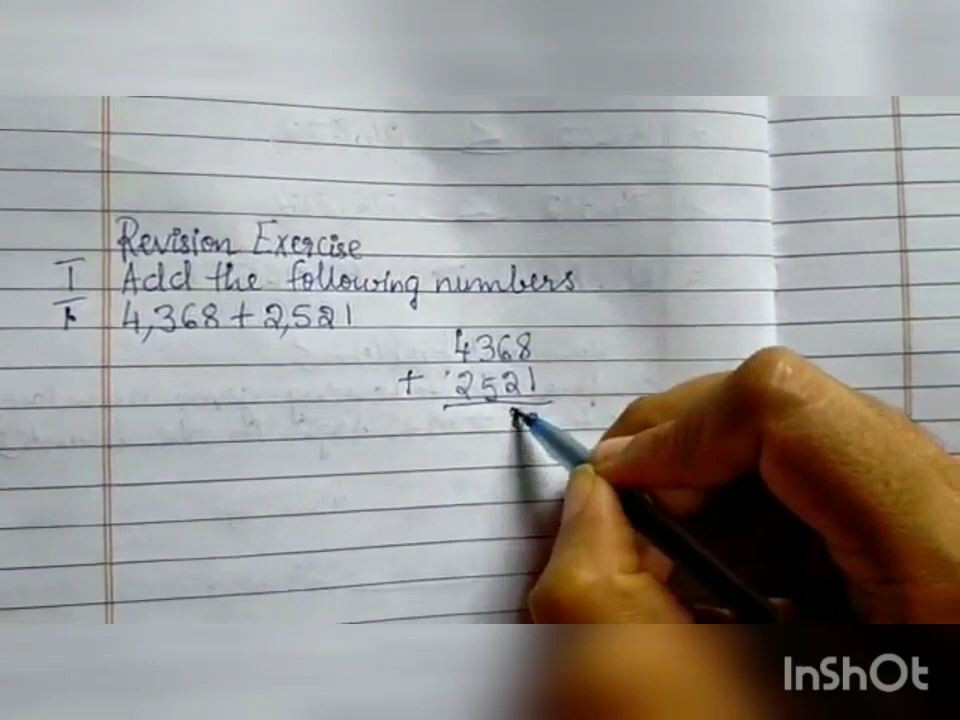 Revision Exercise
I Add the following numbers
1 4,368 + 2,521
4368
+ 2521
InShOt